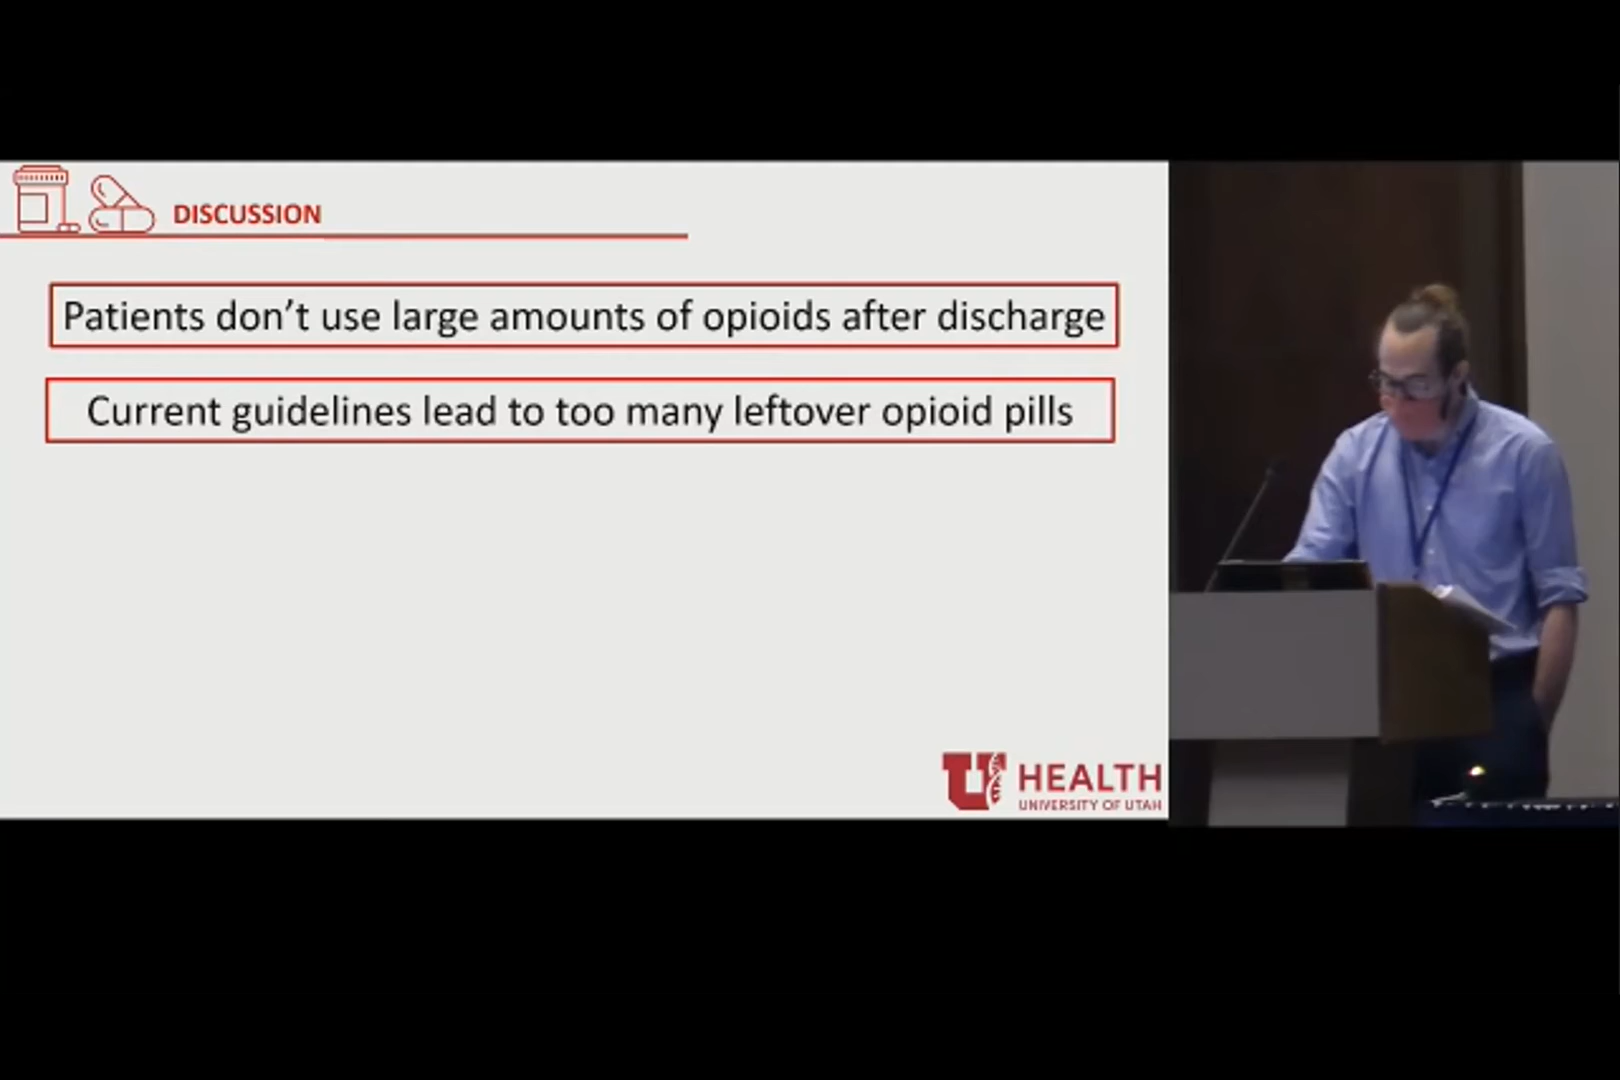 DISCUSSION
Patients don't use large amounts of opioids after discharge
Current guidelines lead to too many leftover opioid pills
U HEALTH
UNIVERSITY OF UTAH